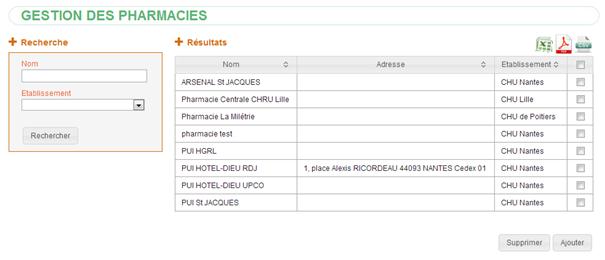 GESTION DES PHARMACIES
Recherche
Nom
Etablissement
Rechercher
Résultats
PDF
CSV
Nom Adresse Etablissement
ARSENAL St JACQUES CHU Nantes
Pharmacie Centrale CHRU Lille CHU Lille
Pharmacie La Milétrie CHU de Poitiers
pharmacie test CHU Nantes
PUI HGRL CHU Nantes
PUI HOTEL-DIEU RDJ 1, place Alexis RICORDEAU 44093 NANTES Cedex 01 CHU Nantes
PUI HOTEL-DIEU UPCO CHU Nantes
PUI St JACQUES CHU Nantes
Supprimer Ajouter